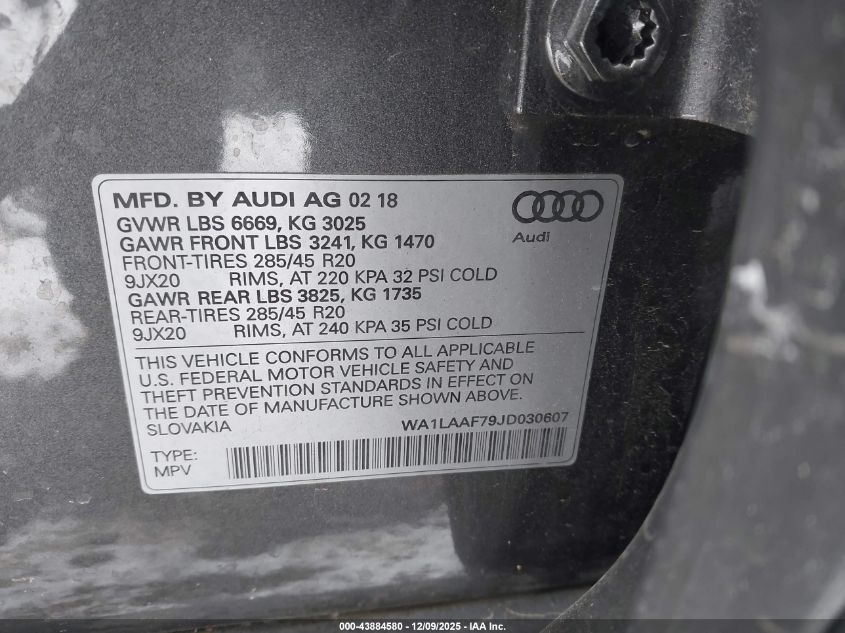 MFD. BY AUDI AG 02 18
GVWR LBS 6669, KG 3025
GAWR FRONT LBS 3241, KG 1470
FRONT-TIRES 285/45 R20
9JX20 RIMS, AT 220 KPA 32 PSI COLD
GAWR REAR LBS 3825, KG 1735
REAR-TIRES 285/45 R20
9JX20 RIMS, AT 240 KPA 35 PSI COLD
Audi
THIS VEHICLE CONFORMS TO ALL APPLICABLE
U.S. FEDERAL MOTOR VEHICLE SAFETY AND
THEFT PREVENTION STANDARDS IN EFFECT ON
THE DATE OF MANUFACTURE SHOWN ABOVE.
SLOVAKIA WA1LAAF79JD030607
TYPE:
MPV
000-43884580 - 12/09/2025 - IAA Inc.